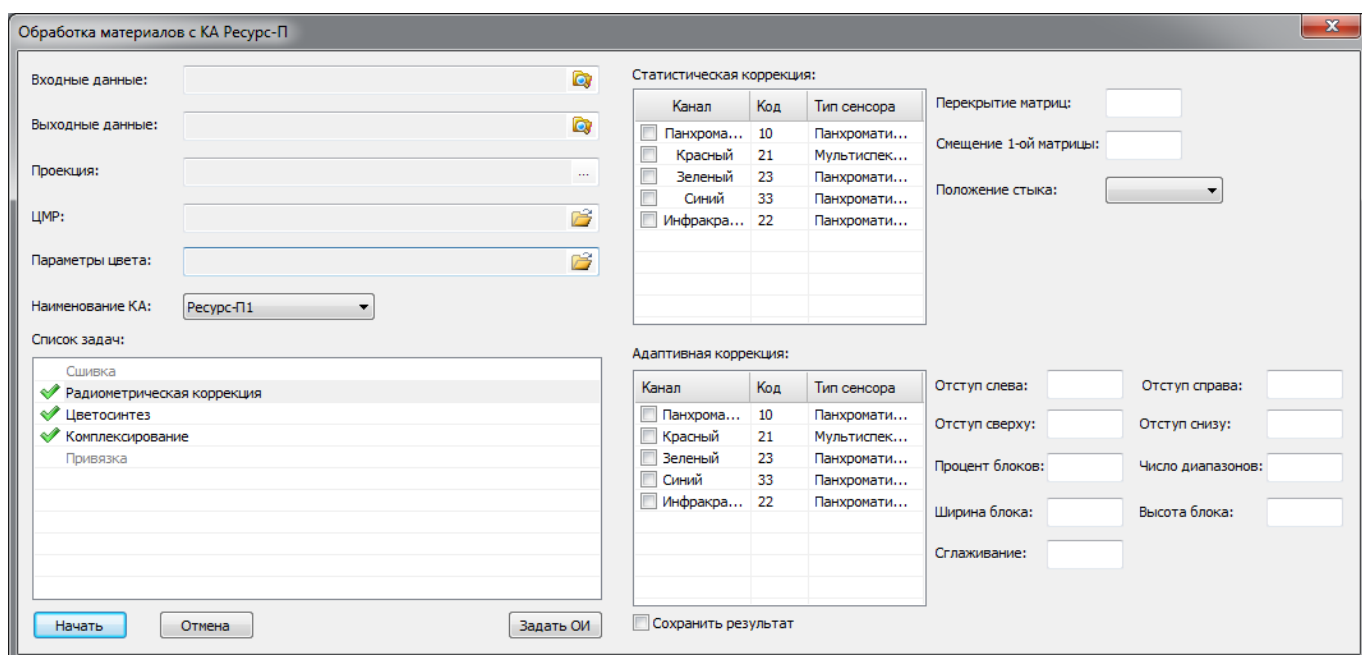 Обработка материалов с КА Ресурс-П
Входные данные:
Выходные данные:
Проекция:
...
ЦМР:
Параметры цвета:
Наименование КА: Ресурс-П1
Список задач:
Сшивка
Радиометрическая коррекция
Цветосинтез
Комплексирование
Привязка
Начать Отмена Задать ОИ
Статистическая коррекция:
Канал Код Тип сенсора
Панхрома... 10 Панхромати...
Красный 21 Мультиспек...
Зеленый 23 Панхромати...
Синий 33 Панхромати...
Инфракра... 22 Панхромати...
Перекрытие матриц:
Смещение 1-ой матрицы:
Положение стыка:
Адаптивная коррекция:
Канал Код Тип сенсора
Панхрома... 10 Панхромати...
Красный 21 Мультиспек...
Зеленый 23 Панхромати...
Синий 33 Панхромати...
Инфракра... 22 Панхромати...
Отступ слева: Отступ справа:
Отступ сверху: Отступ снизу:
Процент блоков: Число диапазонов:
Ширина блока: Высота блока:
Сглаживание:
Сохранить результат